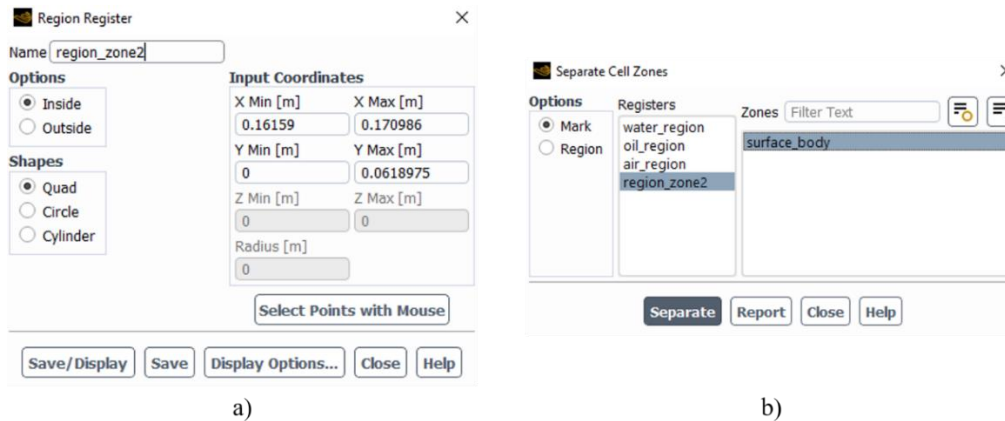 Region Register
Name region_zone2
Options
Inside
Outside
Shapes
Quad
Circle
Cylinder
Input Coordinates
X Min [m] X Max [m]
0.16159 0.170986
Y Min [m] Y Max [m]
0 0.0618975
Z Min [m] Z Max [m]
0 0
Radius [m]
0
Select Points with Mouse
Save/Display Save Display Options... Close Help
a)
Separate Cell Zones
Options
Mark
Region
Registers
water_region
oil_region
air_region
region_zone2
Zones Filter Text
surface_body
Separate Report Close Help
b)